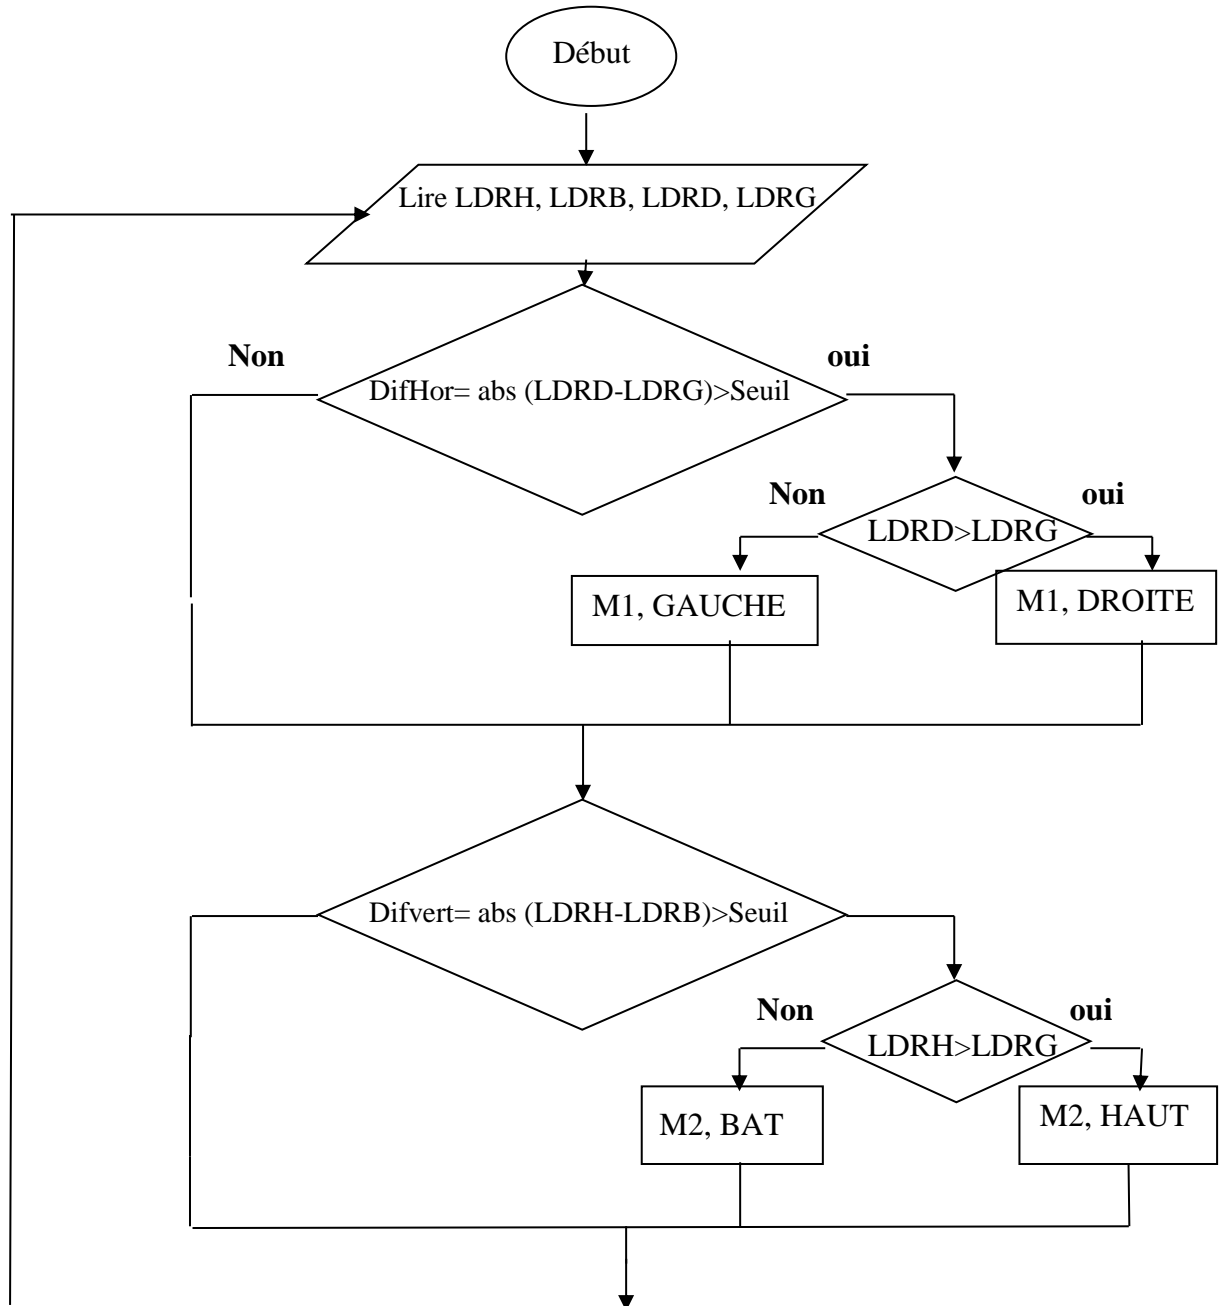 Début
Lire LDRH, LDRB, LDRD, LDRG
Non
oui
DifHor= abs (LDRD-LDRG)>Seuil
Non
oui
LDRD>LDRG
M1, GAUCHE
M1, DROITE
Difvert= abs (LDRH-LDRB)>Seuil
Non
oui
LDRH>LDRG
M2, BAT
M2, HAUT